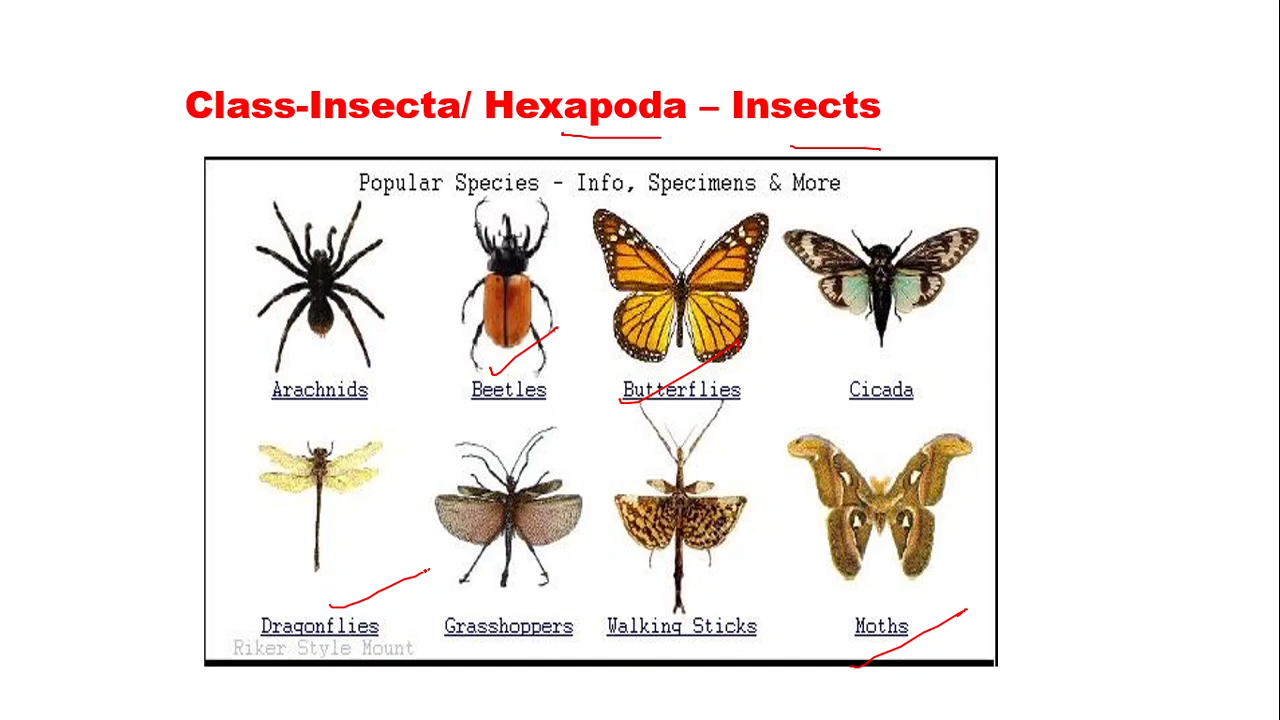 Class-Insecta/ Hexapoda – Insects
Popular Species - Info, Specimens & More
Arachnids Beetles Butterflies Cicada
Dragonflies Grasshoppers Walking Sticks Moths
Riker Style Mount